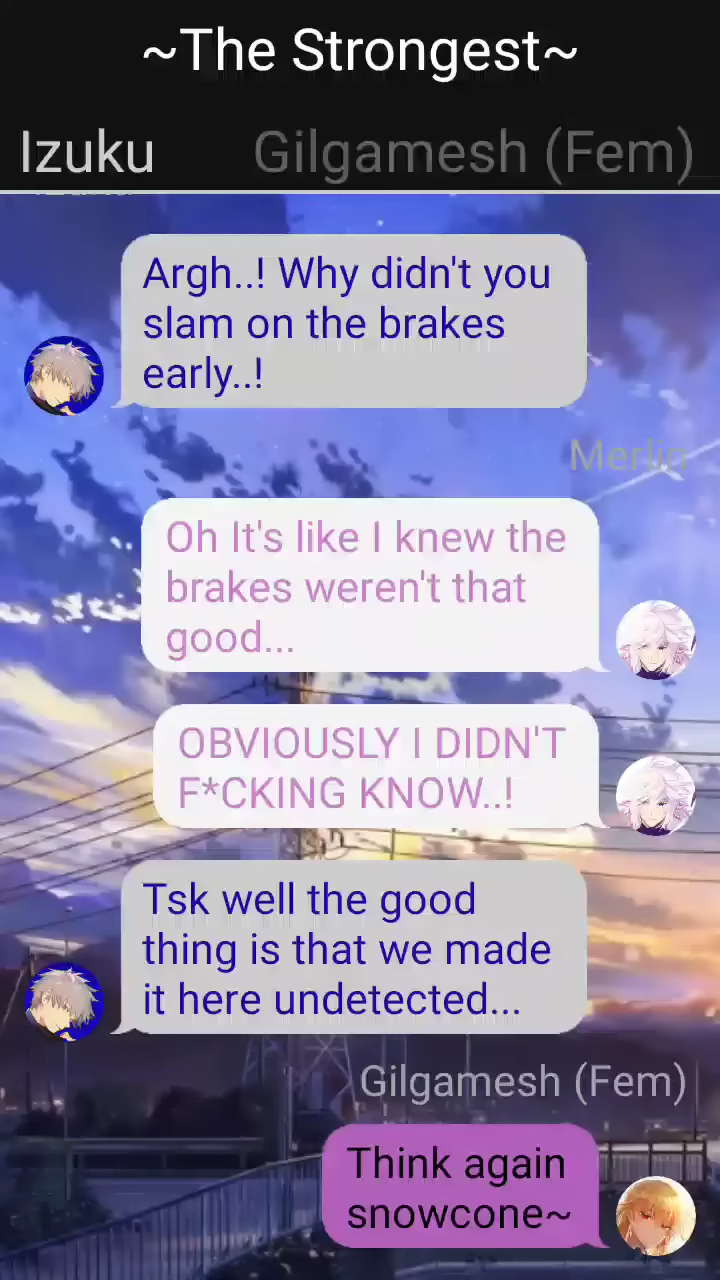 ~The Strongest~
Izuku
Gilgamesh (Fem)
Argh..! Why didn't you
slam on the brakes
early..!
Merlin
Oh It's like I knew the
brakes weren't that
good...
OBVIOUSLY I DIDN'T
F*CKING KNOW..!
Tsk well the good
thing is that we made
it here undetected...
Gilgamesh (Fem)
Think again
snowcone~